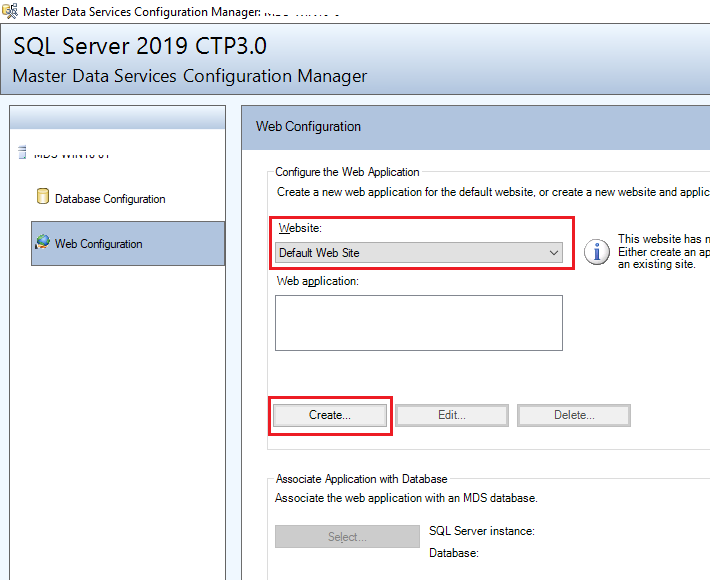 Master Data Services Configuration Manager:
SQL Server 2019 CTP3.0
Master Data Services Configuration Manager
Web Configuration
Database Configuration
Web Configuration
Configure the Web Application
Create a new web application for the default website, or create a new website and applic
Website:
Default Web Site
This website has n
Either create an ap
an existing site.
Web application:
Create...
Edit...
Delete...
Associate Application with Database
Associate the web application with an MDS database.
Select...
SQL Server instance:
Database: